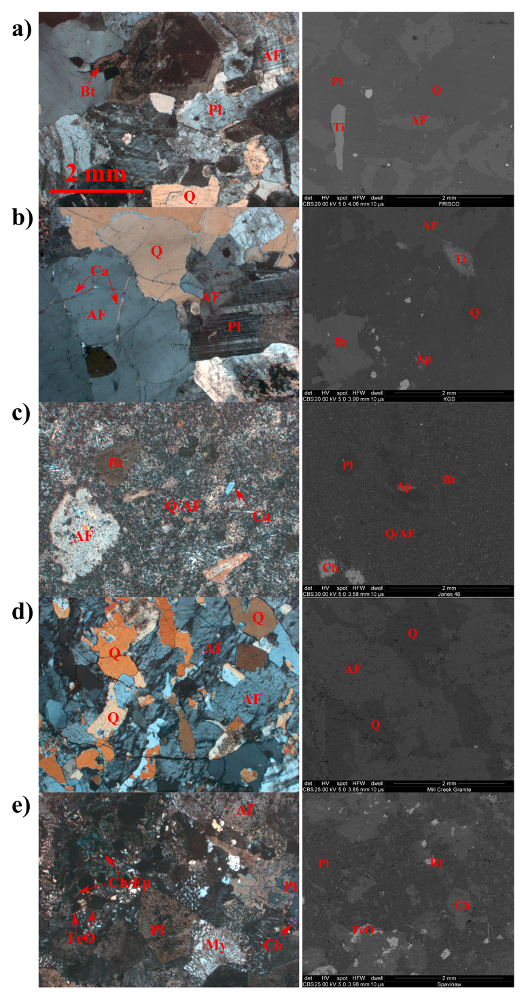 a)
AF
Bt
Pl
2 mm
Q
Pl
Q
AF
Ti
det HV spot HFW dwell 2 mm
CBS 20.00 kV 5.0 4.06 mm 10 µs FRISCO
b)
Q
Ca
AF
AF
Pl
AF
Ti
Q
Bt
Ap
det HV spot HFW dwell 2 mm
CBS 20.00 kV 5.0 3.90 mm 10 µs KGS
c)
Bt
Q/AF
Ca
AF
Pl
Bt
Ap
Q/AF
Ch
det HV spot HFW dwell 2 mm
CBS 30.00 kV 5.0 3.58 mm 10 µs Jones 46
d)
Q
Q
AF
AF
Q
Q
AF
Q
det HV spot HFW dwell 2 mm
CBS 25.00 kV 5.0 3.85 mm 10 µs Mill Creek Granite
e)
AF
Ch/Ep
Pl
FeO
Pl
My
Ch
Pl
Rt
Ch
FeO
det HV spot HFW dwell 2 mm
CBS 25.00 kV 5.0 3.98 mm 10 µs Spavinaw